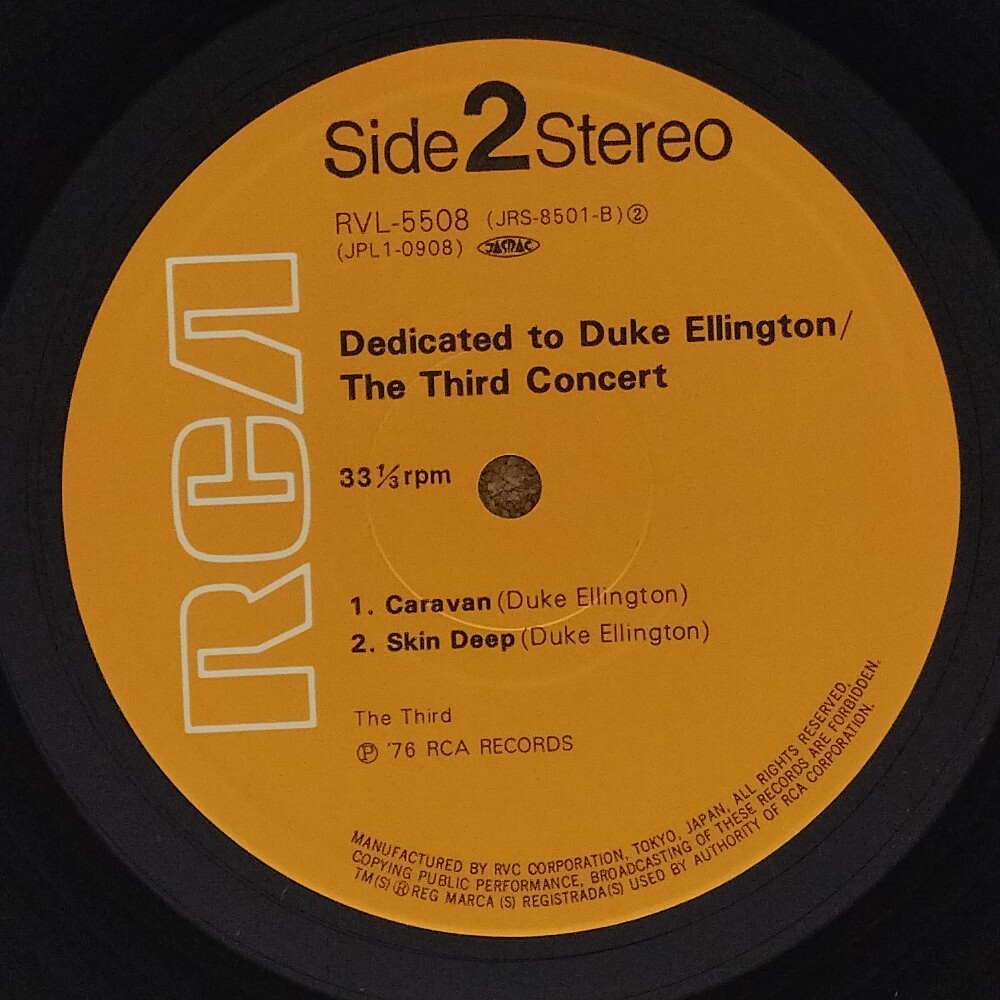 Side 2 Stereo
RVL-5508 (JRS-8501-B)②
(JPL1-0908) JASRAC
RCA
Dedicated to Duke Ellington/
The Third Concert
33⅓rpm
1. Caravan (Duke Ellington)
2. Skin Deep (Duke Ellington)
The Third
Ⓟ '76 RCA RECORDS
MANUFACTURED BY RVC CORPORATION, TOKYO, JAPAN, ALL RIGHTS RESERVED,
COPYING PUBLIC PERFORMANCE, BROADCASTING OF THESE RECORDS ARE FORBIDDEN.
TM(S) ® REG MARCA (S) REGISTRADA(S) USED BY AUTHORITY OF RCA CORPORATION.